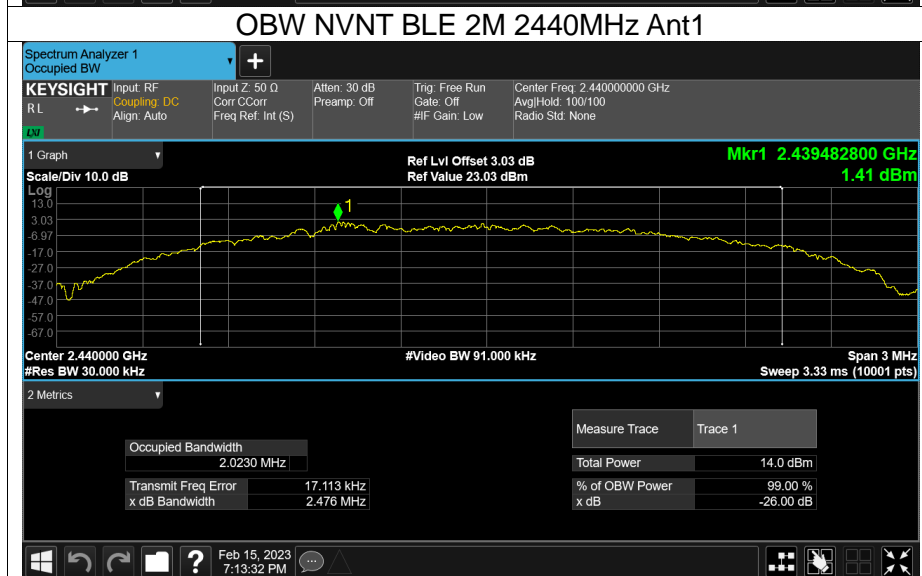 OBW NVNT BLE 2M 2440MHz Ant1
Spectrum Analyzer 1
Occupied BW
+
KEYSIGHT
R L
LXI
Input: RF
Coupling: DC
Align: Auto
Input Z: 50 Ω
Corr CCorr
Freq Ref: Int (S)
Atten: 30 dB
Preamp: Off
Trig: Free Run
Gate: Off
#IF Gain: Low
Center Freq: 2.440000000 GHz
Avg|Hold: 100/100
Radio Std: None
1 Graph
Scale/Div 10.0 dB
Ref Lvl Offset 3.03 dB
Ref Value 23.03 dBm
Mkr1 2.439482800 GHz
1.41 dBm
Log
13.0
3.03
-6.97
-17.0
-27.0
-37.0
-47.0
-57.0
-67.0
1
Center 2.440000 GHz
#Res BW 30.000 kHz
#Video BW 91.000 kHz
Span 3 MHz
Sweep 3.33 ms (10001 pts)
2 Metrics
Occupied Bandwidth
2.0230 MHz
Transmit Freq Error 17.113 kHz
x dB Bandwidth 2.476 MHz
Measure Trace Trace 1
Total Power 14.0 dBm
% of OBW Power 99.00 %
x dB -26.00 dB
?
Feb 15, 2023
7:13:32 PM